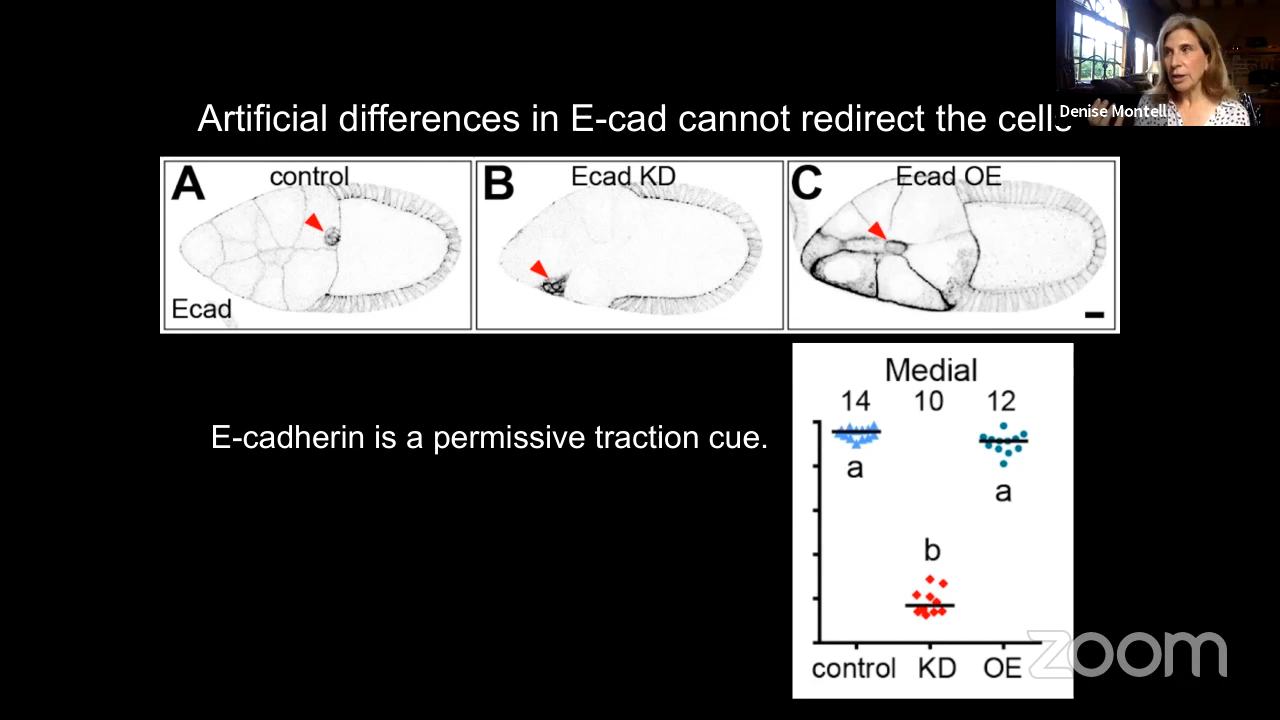 Denise Montell
Artificial differences in E-cad cannot redirect the cells
A control
B Ecad KD
C Ecad OE
Ecad
E-cadherin is a permissive traction cue.
Medial
14 10 12
a
a
b
control KD OE
zoom